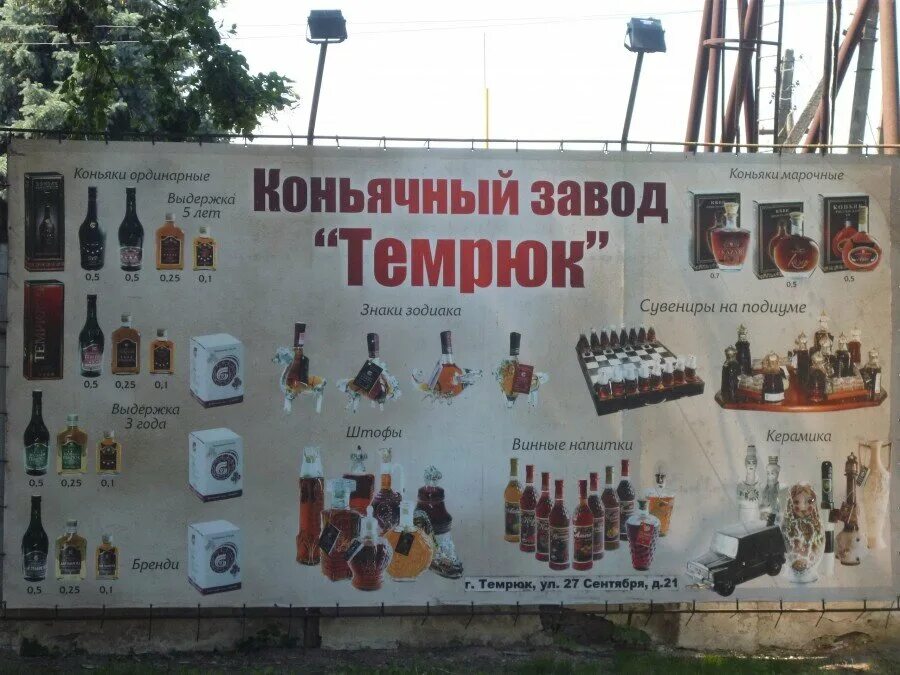 Коньячный завод
"Темрюк"
Коньяки ординарные
Выдержка
5 лет
0,5 0,5 0,25 0,1
0,5 0,25 0,1
Выдержка
3 года
0,5 0,25 0,1
Бренди
0,5 0,25 0,1
Знаки зодиака
Штофы
Винные напитки
Коньяки марочные
0,7 0,5 0,5
Сувениры на подиуме
Керамика
г. Темрюк, ул. 27 Сентября, д.21